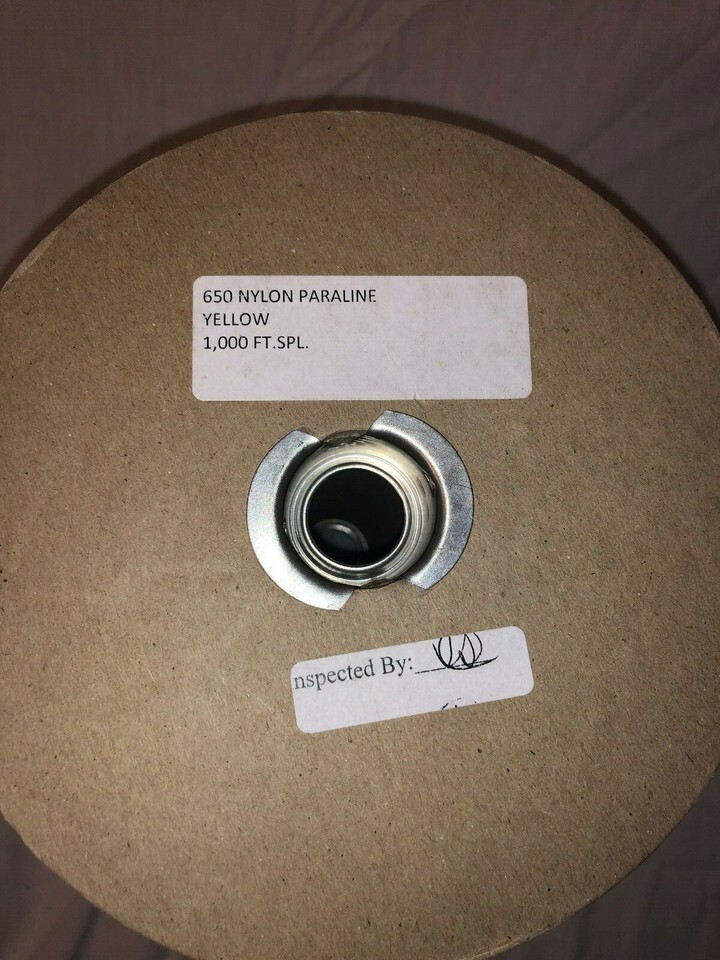 650 NYLON PARALINE
YELLOW
1,000 FT.SPL.
nspected By: